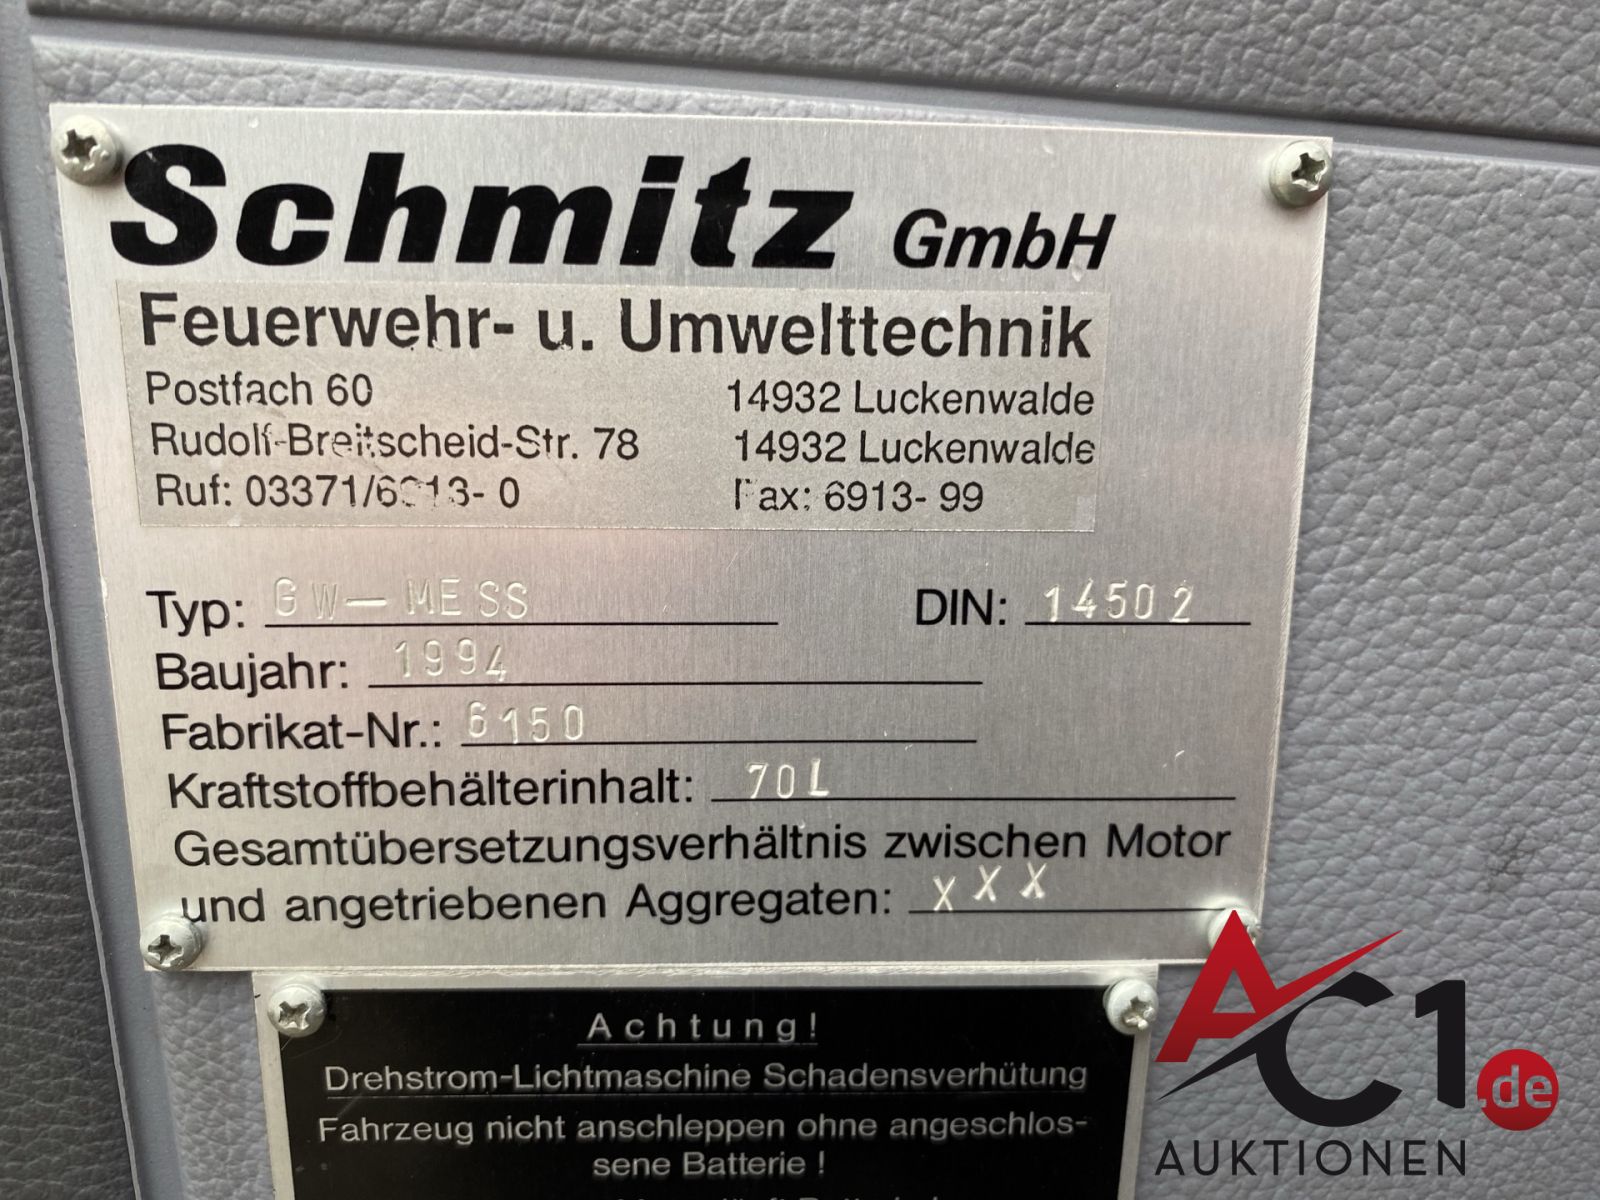 Schmitz GmbH
Feuerwehr- u. Umwelttechnik
Postfach 60 14932 Luckenwalde
Rudolf-Breitscheid-Str. 78 14932 Luckenwalde
Ruf: 03371/6913- 0 Fax: 6913- 99
Typ: GW-MESS DIN: 14502
Baujahr: 1994
Fabrikat-Nr.: 6150
Kraftstoffbehälterinhalt: 70L
Gesamtübersetzungsverhältnis zwischen Motor
und angetriebenen Aggregaten: XXX
Achtung!
Drehstrom-Lichtmaschine Schadensverhütung
Fahrzeug nicht anschleppen ohne angeschlos-
sene Batterie !
AC1.de
AUKTIONEN